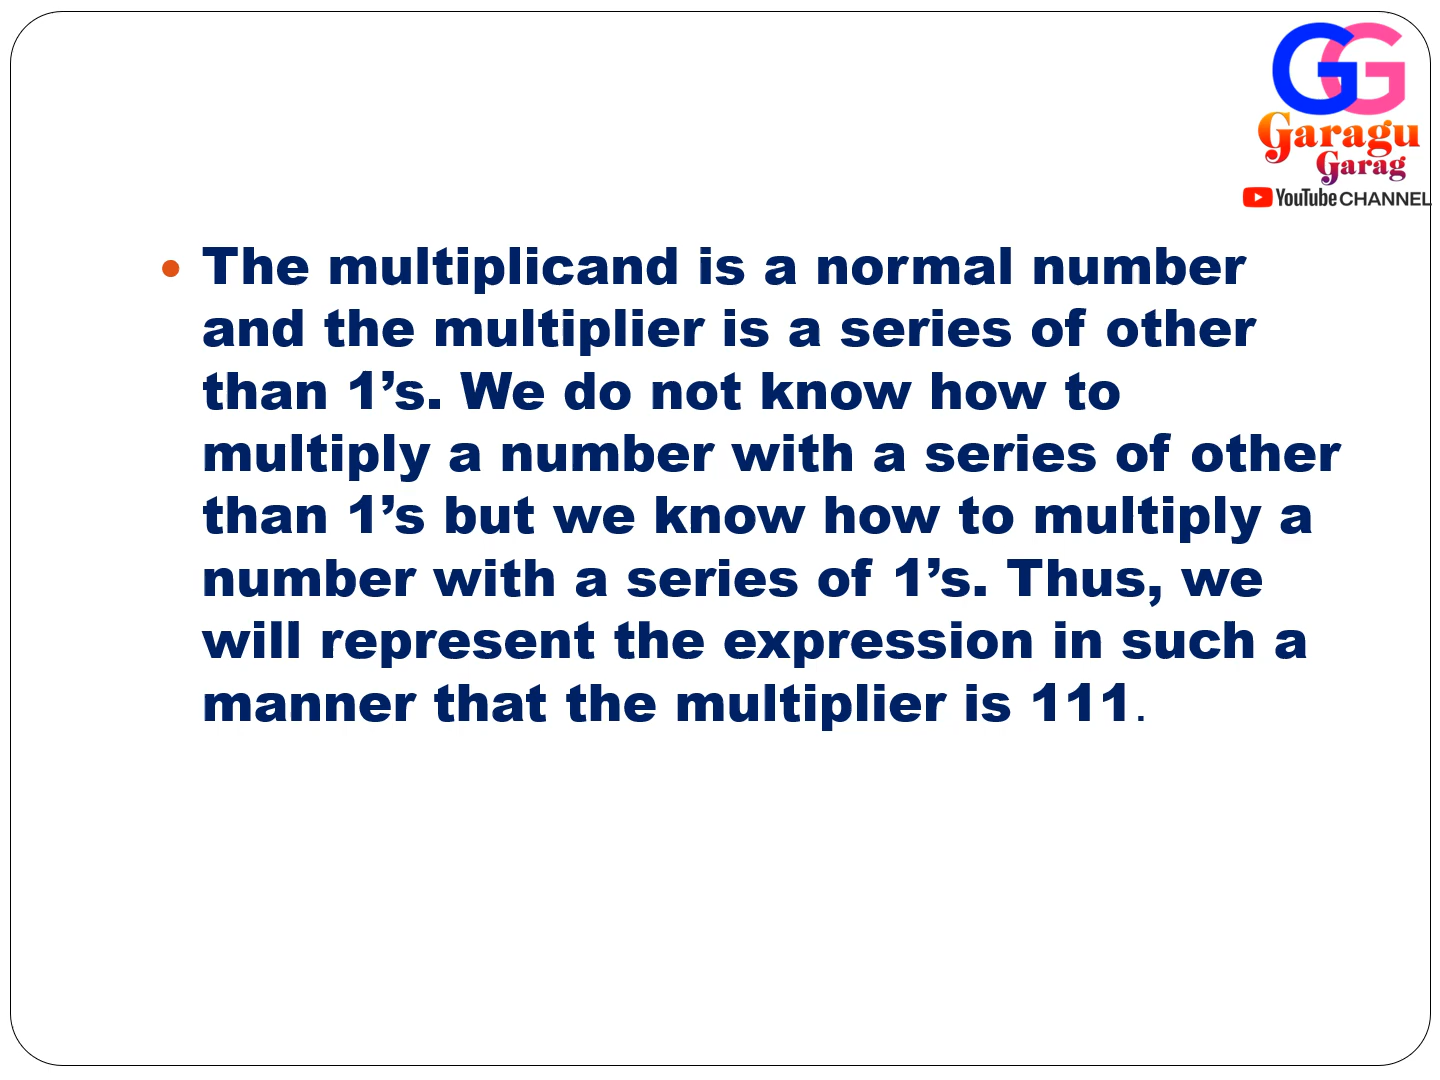 GG
Garagu
Garag
YouTube CHANNEL
• The multiplicand is a normal number
and the multiplier is a series of other
than 1’s. We do not know how to
multiply a number with a series of other
than 1’s but we know how to multiply a
number with a series of 1’s. Thus, we
will represent the expression in such a
manner that the multiplier is 111.